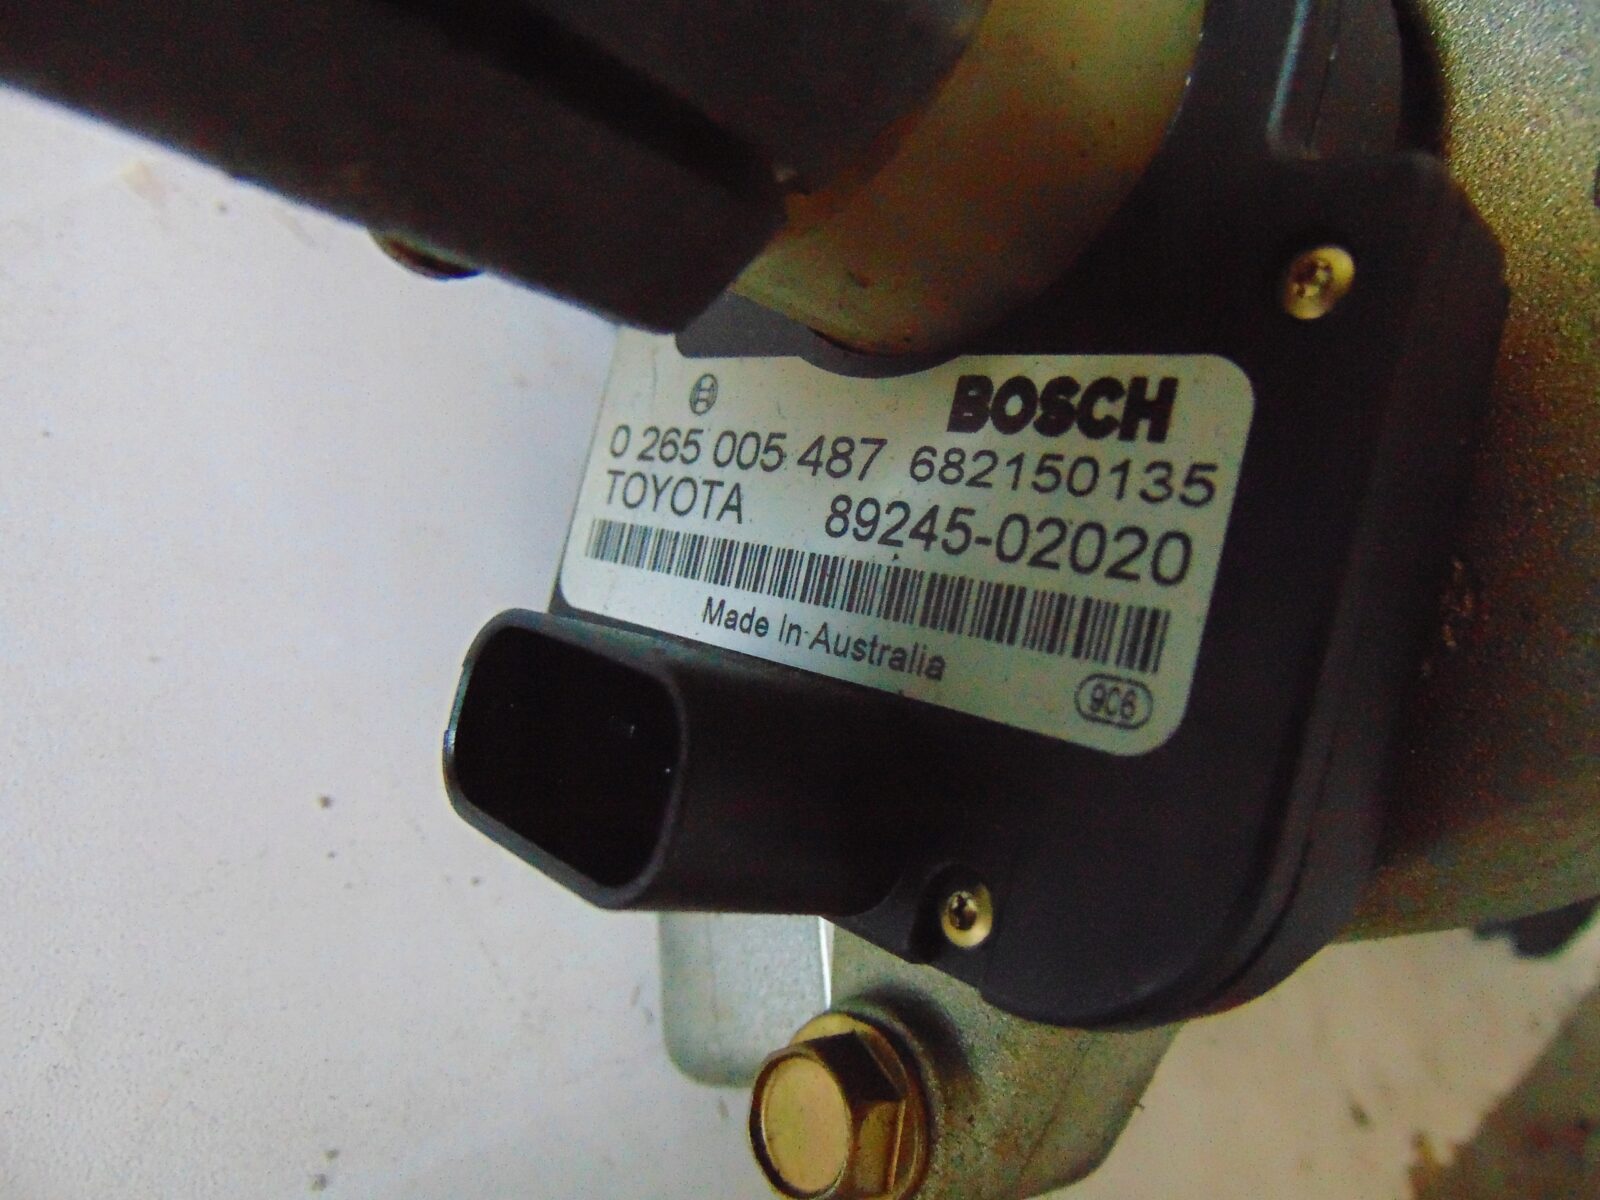 BOSCH
0 265 005 487 682150135
TOYOTA 89245-02020
Made In Australia
9C6